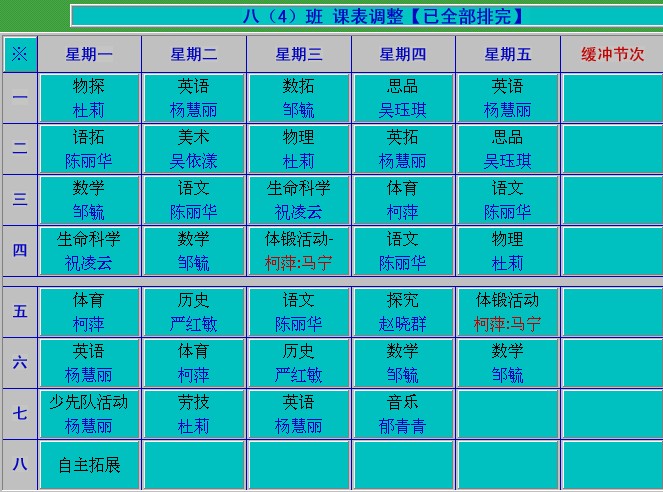 八（4）班 课表调整【已全部排完】
※ 星期一 星期二 星期三 星期四 星期五 缓冲节次
一 物探 英语 数拓 思品 英语
杜莉 杨慧丽 邹毓 吴珏琪 杨慧丽
二 语拓 美术 物理 英拓 思品
陈丽华 吴依漾 杜莉 杨慧丽 吴珏琪
三 数学 语文 生命科学 体育 语文
邹毓 陈丽华 祝凌云 柯萍 陈丽华
四 生命科学 数学 体锻活动- 语文 物理
祝凌云 邹毓 柯萍:马宁 陈丽华 杜莉
五 体育 历史 语文 探究 体锻活动
柯萍 严红敏 陈丽华 赵晓群 柯萍:马宁
六 英语 体育 历史 数学 数学
杨慧丽 柯萍 严红敏 邹毓 邹毓
七 少先队活动 劳技 英语 音乐
杨慧丽 杜莉 杨慧丽 郁青青
八 自主拓展